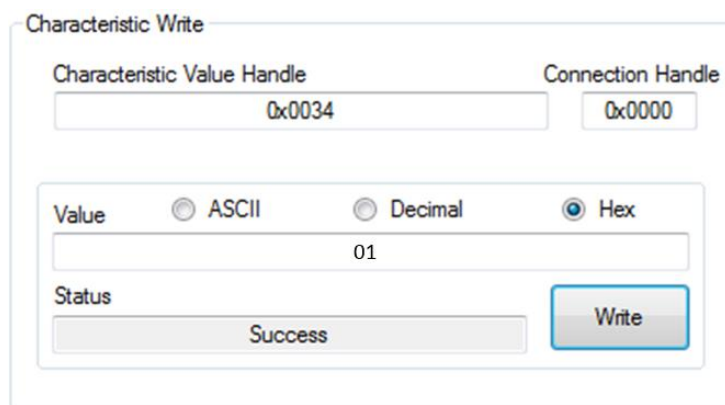 Characteristic Write
Characteristic Value Handle Connection Handle
0x0034 0x0000
Value ASCII Decimal Hex
01
Status
Success Write